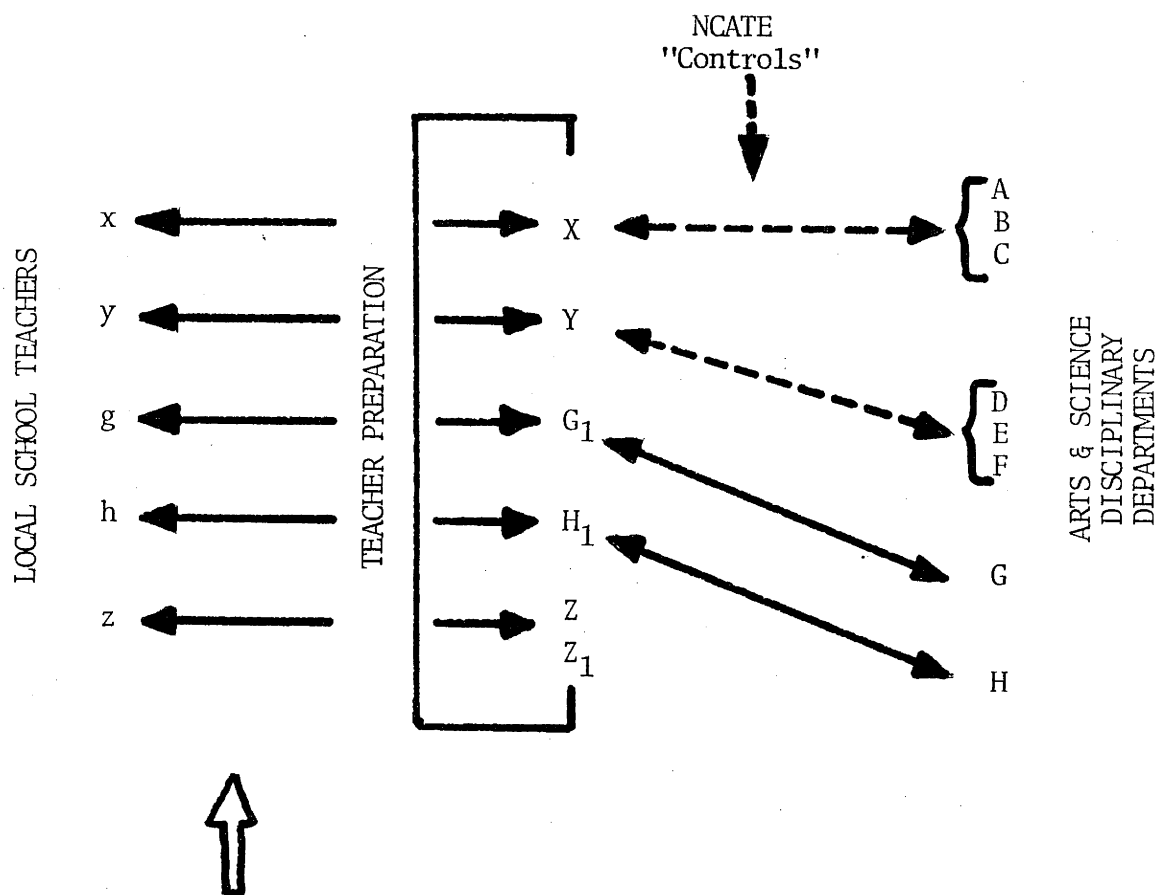 NCATE
"Controls"
LOCAL SCHOOL TEACHERS
x
y
g
h
z
TEACHER PREPARATION
X
Y
G1
H1
Z
Z1
A
B
C
D
E
F
G
H
ARTS & SCIENCE
DISCIPLINARY
DEPARTMENTS